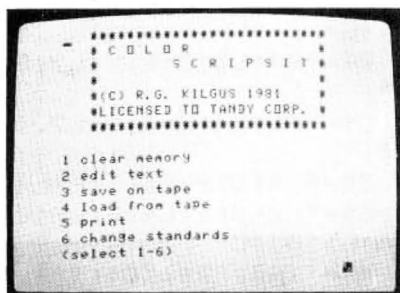 C O L O R
S C R I P S I T
(C) R.G. KILGUS 1981
LICENSED TO TANDY CORP.
1 clear memory
2 edit text
3 save on tape
4 load from tape
5 print
6 change standards
(select 1-6)